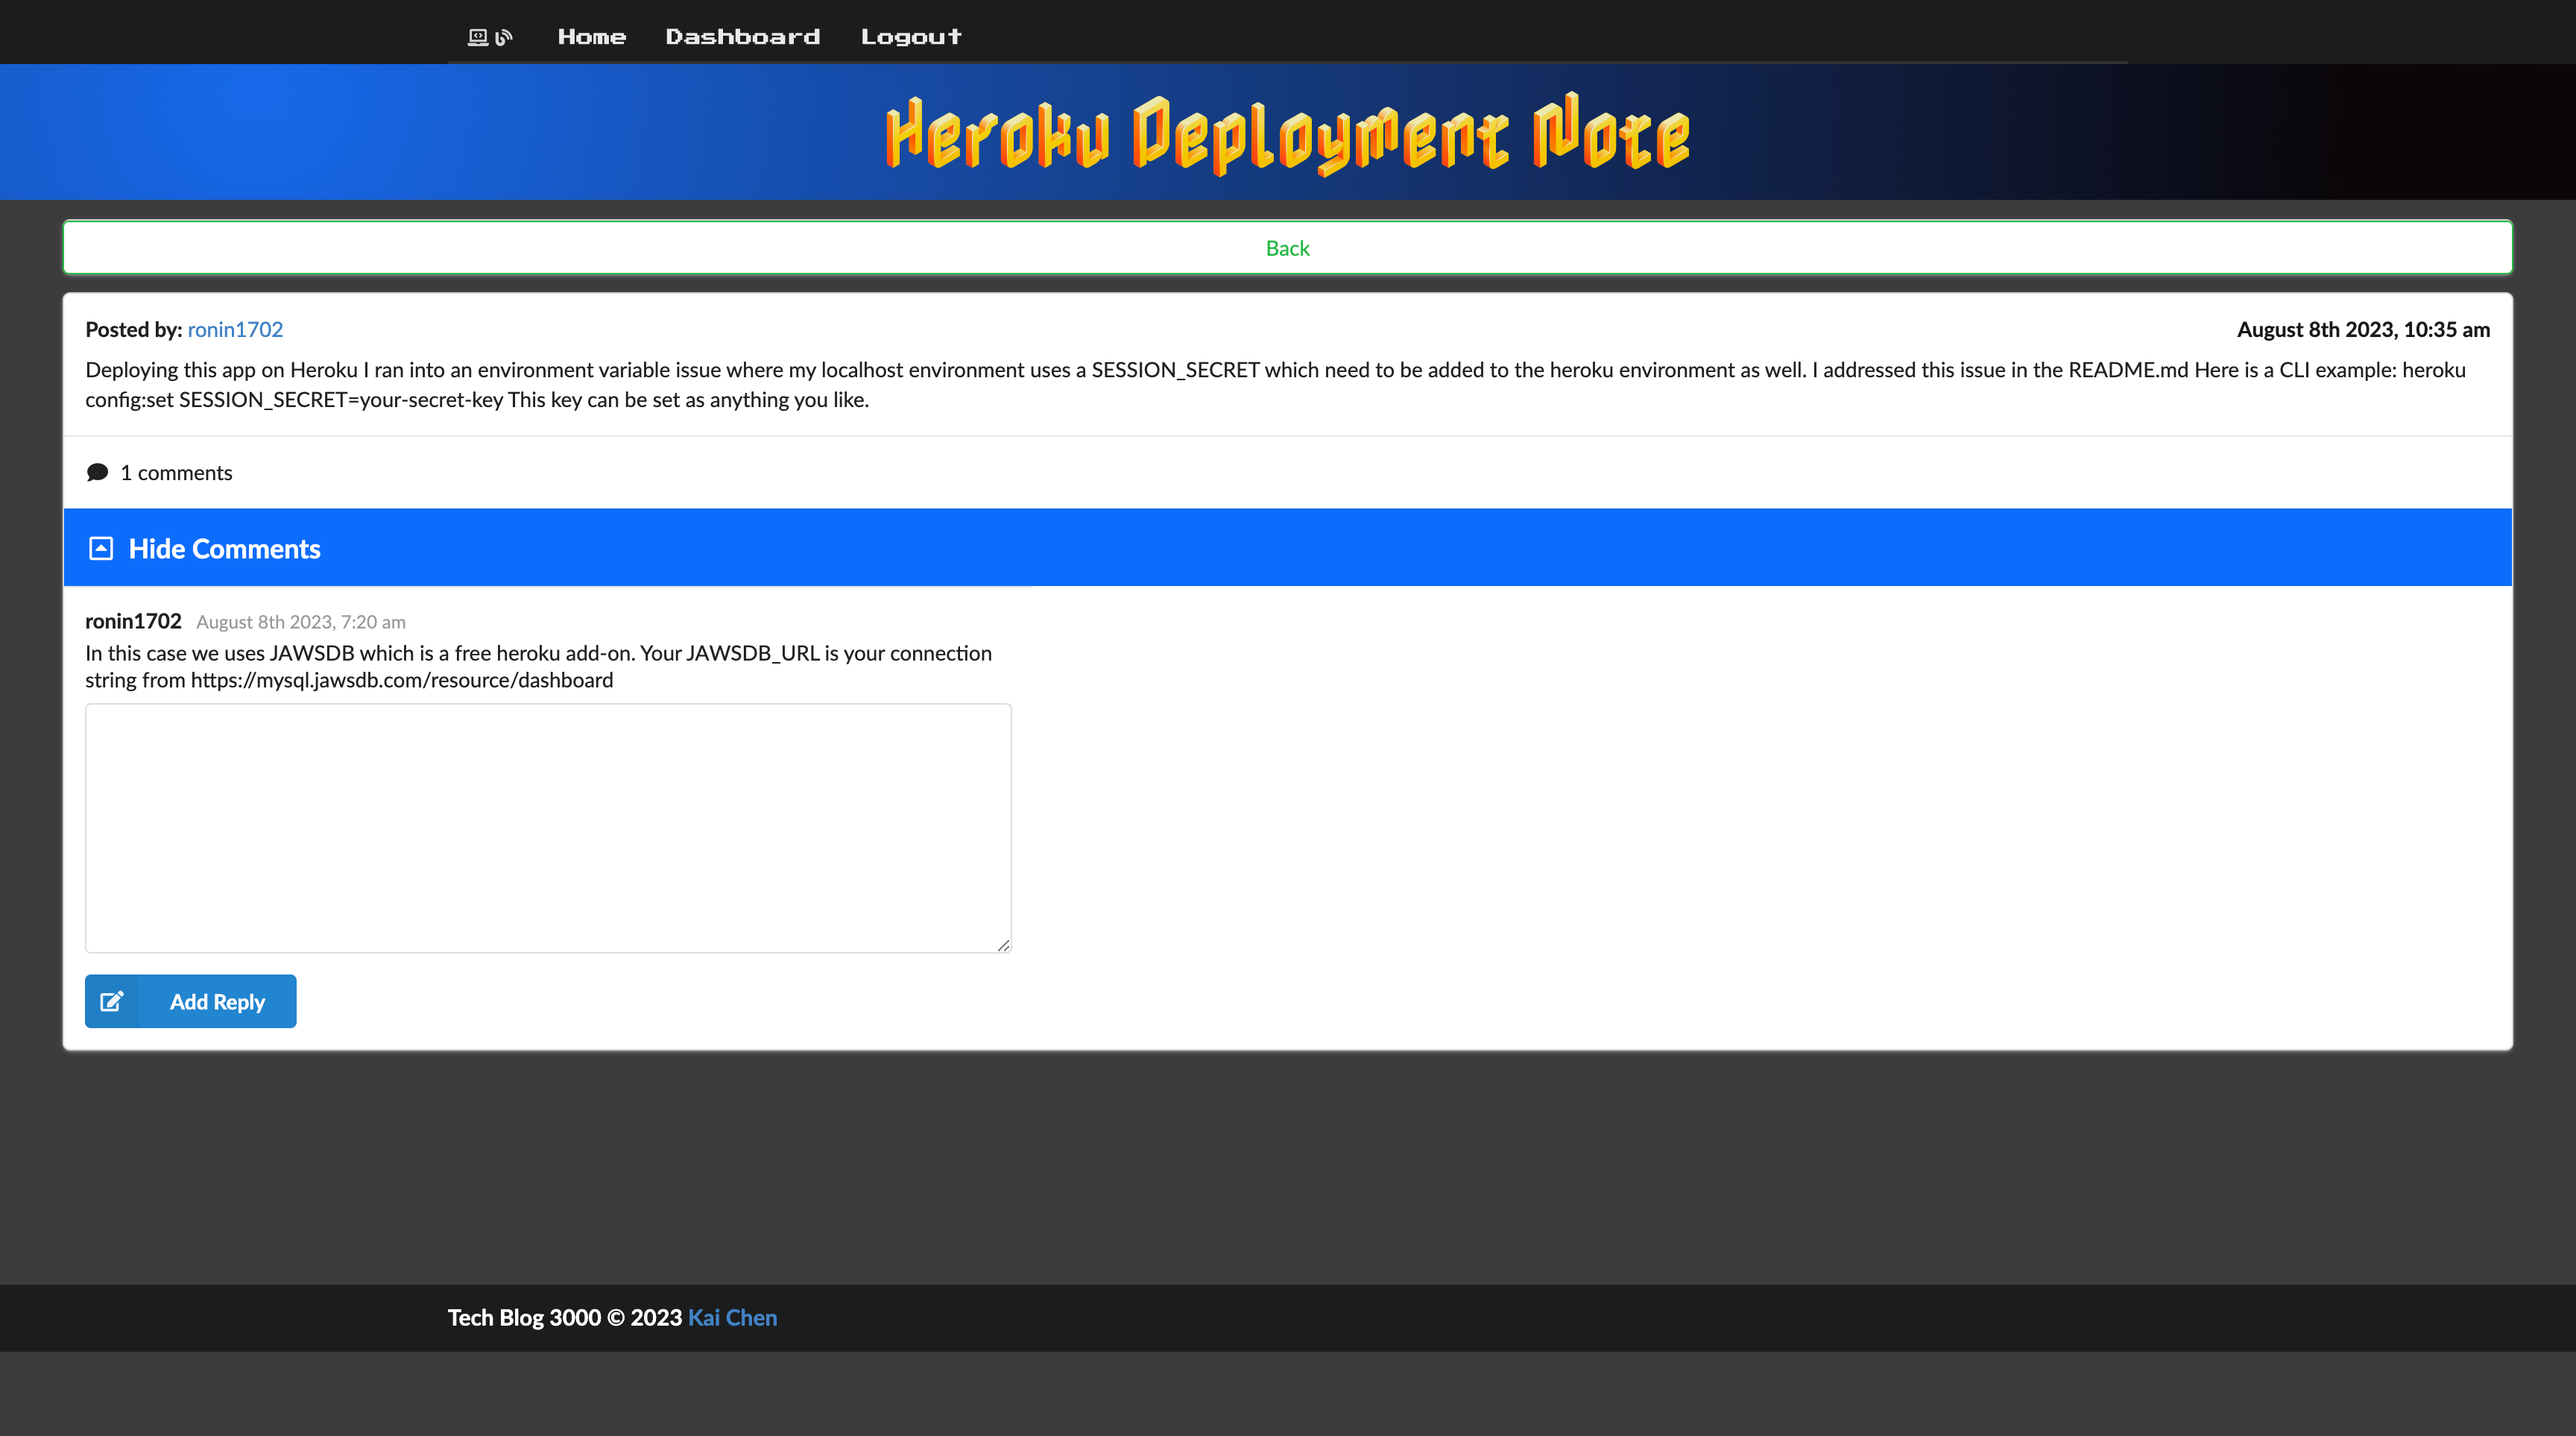 Home Dashboard Logout
Heroku Deployment Note
Back
Posted by: ronin1702 August 8th 2023, 10:35 am
Deploying this app on Heroku I ran into an environment variable issue where my localhost environment uses a SESSION_SECRET which need to be added to the heroku environment as well. I addressed this issue in the README.md Here is a CLI example: heroku
config:set SESSION_SECRET=your-secret-key This key can be set as anything you like.
1 comments
Hide Comments
ronin1702 August 8th 2023, 7:20 am
In this case we uses JAWSDB which is a free heroku add-on. Your JAWSDB_URL is your connection
string from https://mysql.jawsdb.com/resource/dashboard
Add Reply
Tech Blog 3000 © 2023 Kai Chen